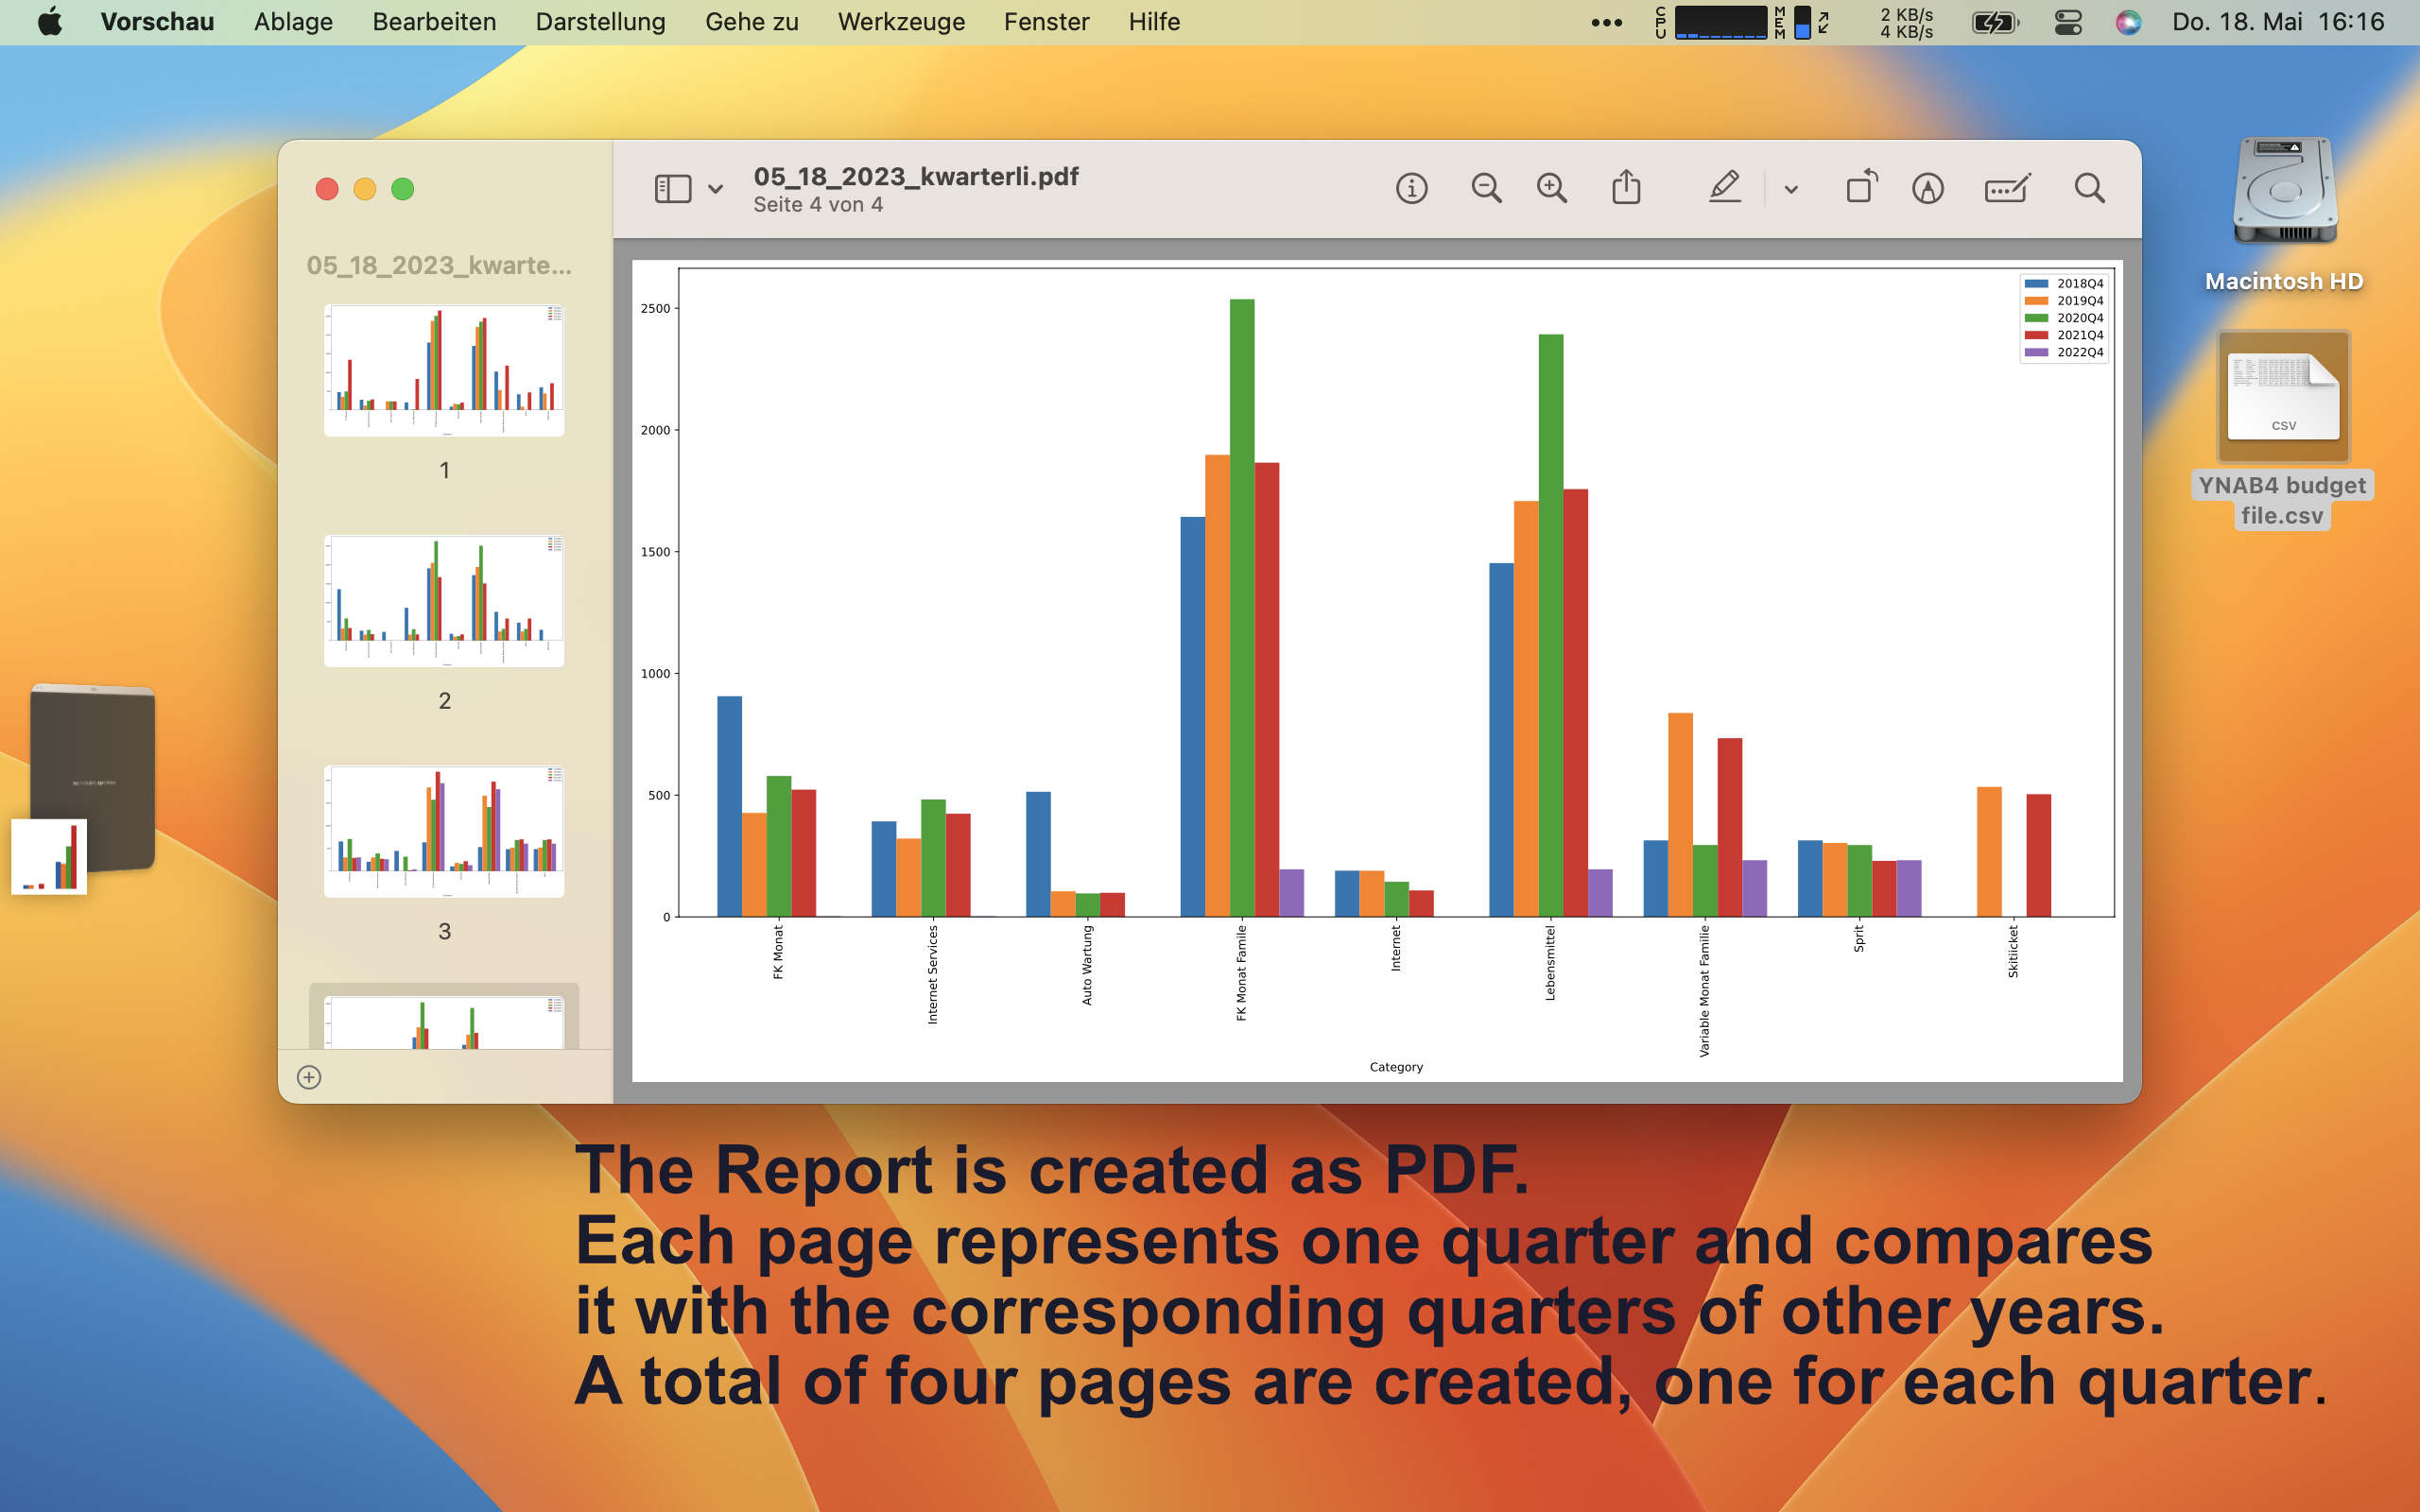 Vorschau Ablage Bearbeiten Darstellung Gehe zu Werkzeuge Fenster Hilfe
CPU
MEM
2 KB/s
4 KB/s
Do. 18. Mai 16:16
05_18_2023_kwarte...
1
2
3
05_18_2023_kwarterli.pdf
Seite 4 von 4
2500
2000
1500
1000
500
0
2018Q4
2019Q4
2020Q4
2021Q4
2022Q4
FK Monat
Internet Services
Auto Wartung
FK Monat Famile
Internet
Lebensmittel
Variable Monat Familie
Sprit
Skitiicket
Category
Macintosh HD
CSV
YNAB4 budget
file.csv
The Report is created as PDF.
Each page represents one quarter and compares
it with the corresponding quarters of other years.
A total of four pages are created, one for each quarter.